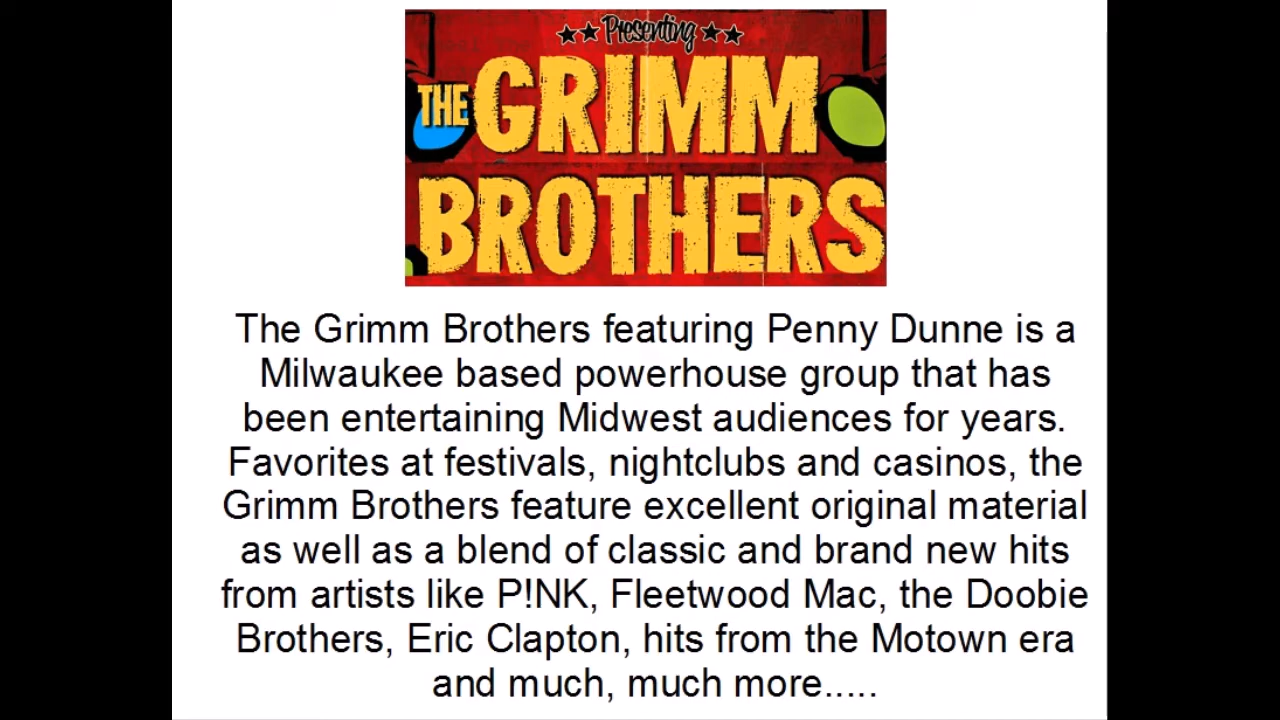 Presenting
THE GRIMM
BROTHERS
The Grimm Brothers featuring Penny Dunne is a
Milwaukee based powerhouse group that has
been entertaining Midwest audiences for years.
Favorites at festivals, nightclubs and casinos, the
Grimm Brothers feature excellent original material
as well as a blend of classic and brand new hits
from artists like P!NK, Fleetwood Mac, the Doobie
Brothers, Eric Clapton, hits from the Motown era
and much, much more.....